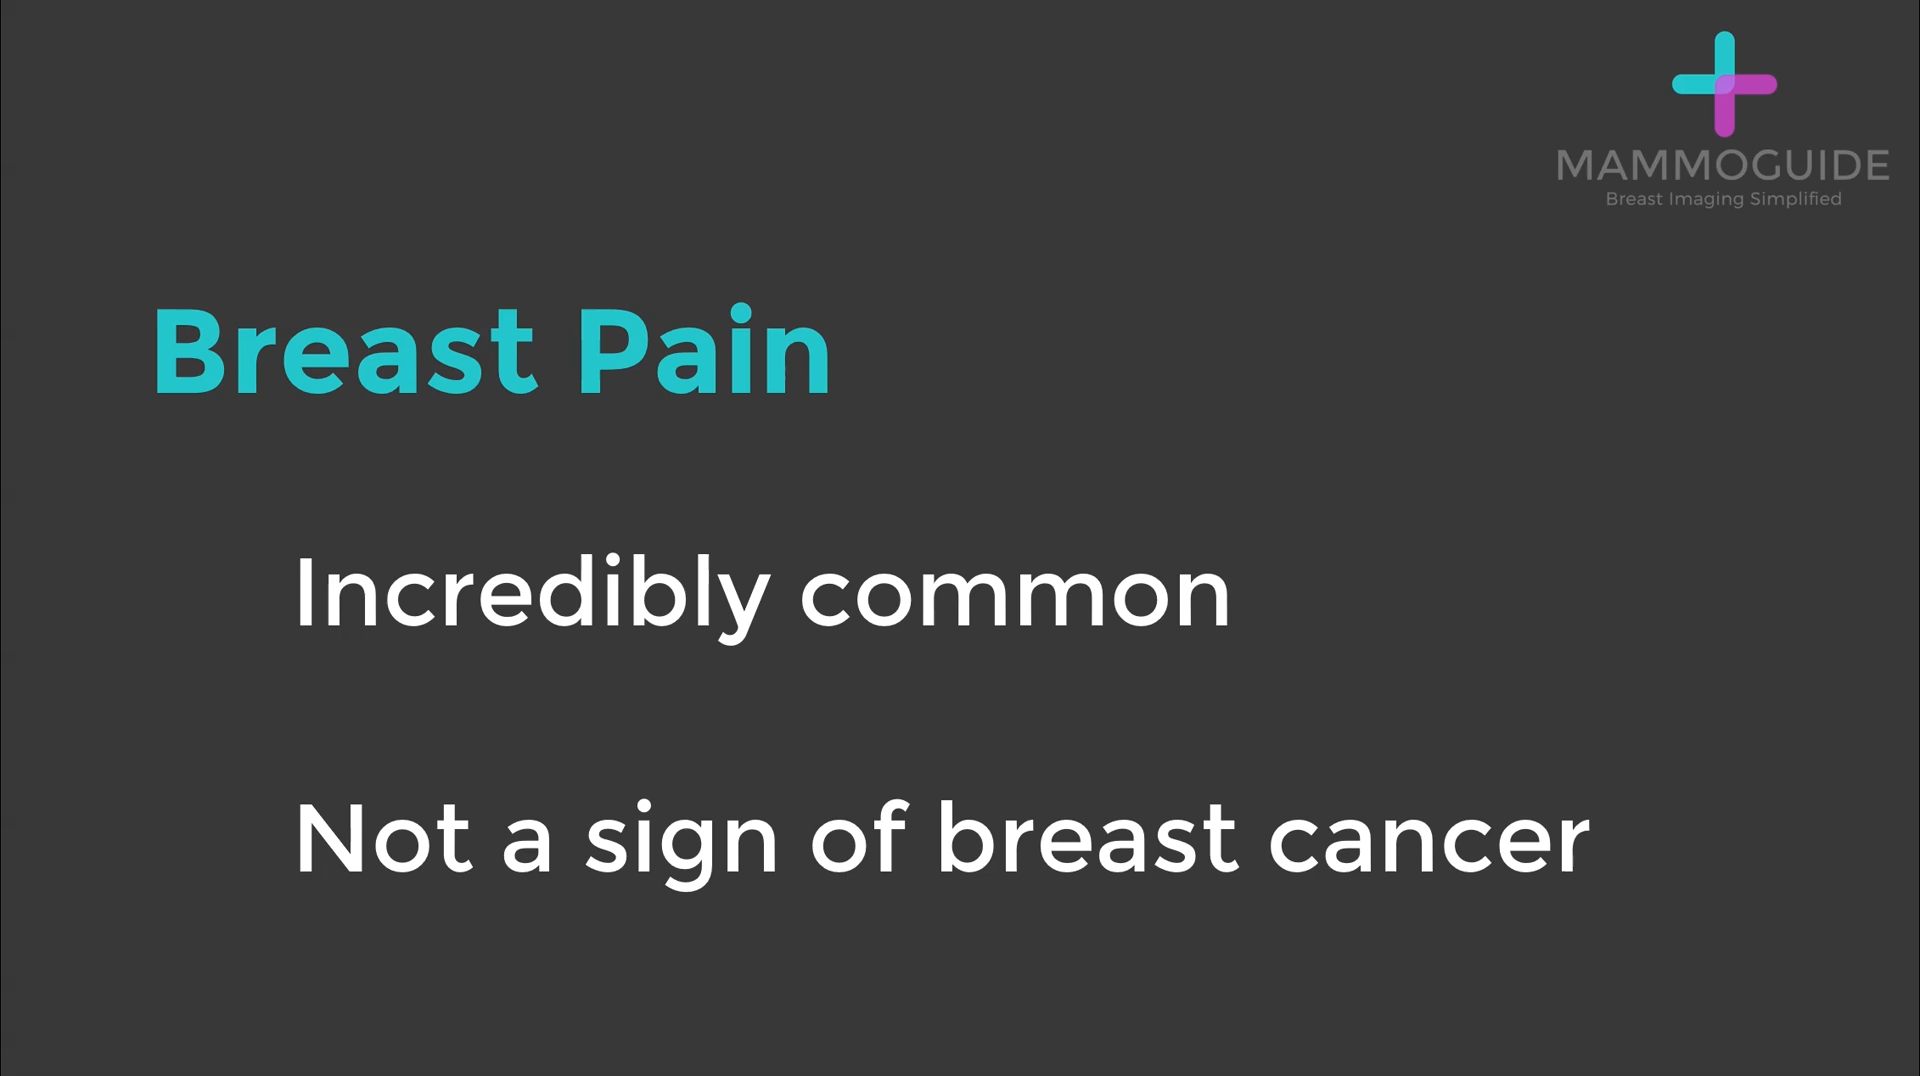 MAMMOGUIDE
Breast Imaging Simplified
Breast Pain
Incredibly common
Not a sign of breast cancer